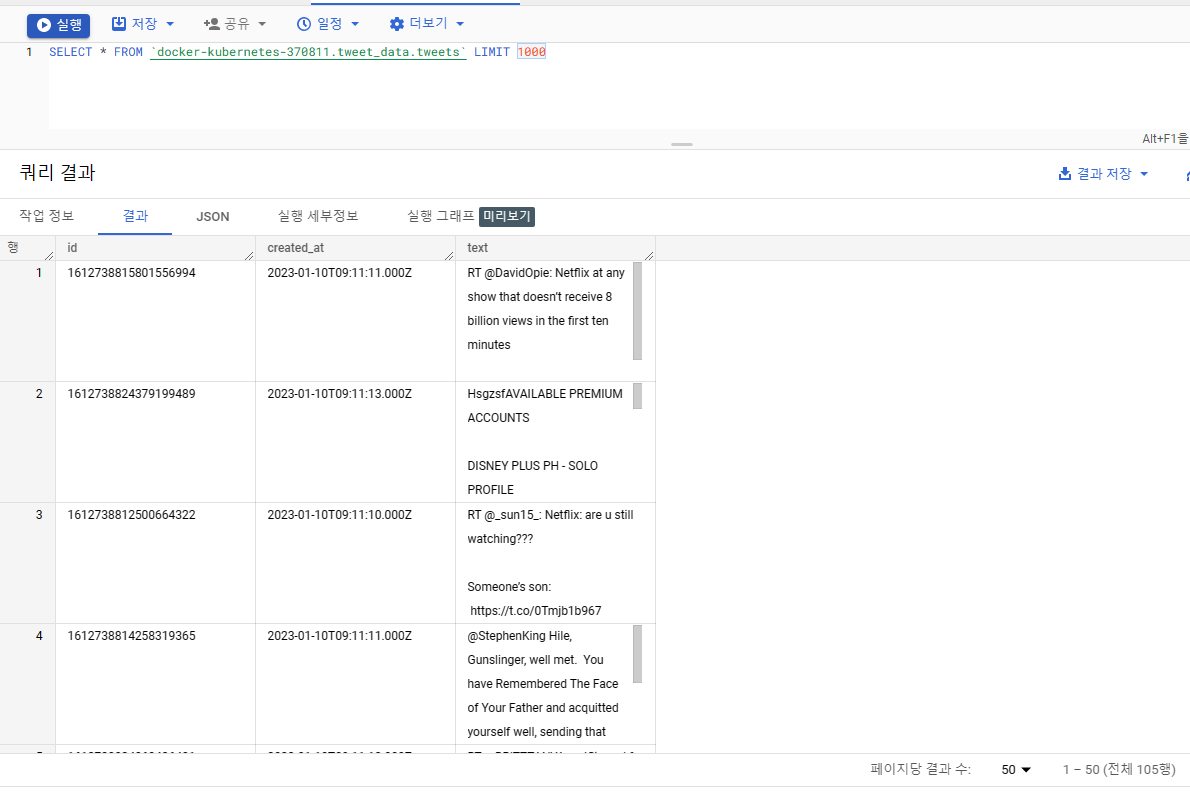 실행 저장 공유 일정 더보기
1 SELECT * FROM `docker-kubernetes-370811.tweet_data.tweets` LIMIT 1000
Alt+F1을
쿼리 결과 결과 저장
작업 정보 결과 JSON 실행 세부정보 실행 그래프 미리보기
행 id created_at text
1 1612738815801556994 2023-01-10T09:11:11.000Z RT @DavidOpie: Netflix at any
show that doesn't receive 8
billion views in the first ten
minutes
2 1612738824379199489 2023-01-10T09:11:13.000Z HsgzsfAVAILABLE PREMIUM
ACCOUNTS
DISNEY PLUS PH - SOLO
PROFILE
3 1612738812500664322 2023-01-10T09:11:10.000Z RT @_sun15_: Netflix: are u still
watching???
Someone's son:
https://t.co/0Tmjb1b967
4 1612738814258319365 2023-01-10T09:11:11.000Z @StephenKing Hile,
Gunslinger, well met.  You
have Remembered The Face
of Your Father and acquitted
yourself well, sending that
페이지당 결과 수: 50 1 – 50 (전체 105행)